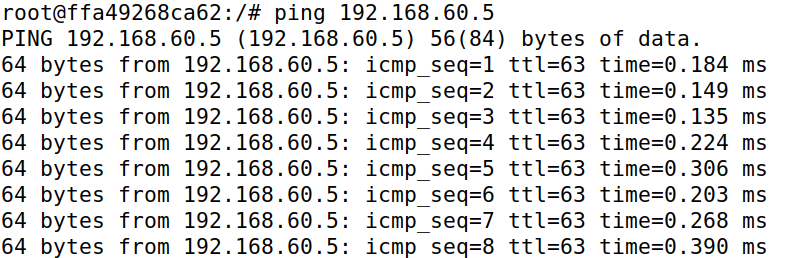 root@ffa49268ca62:/# ping 192.168.60.5
PING 192.168.60.5 (192.168.60.5) 56(84) bytes of data.
64 bytes from 192.168.60.5: icmp_seq=1 ttl=63 time=0.184 ms
64 bytes from 192.168.60.5: icmp_seq=2 ttl=63 time=0.149 ms
64 bytes from 192.168.60.5: icmp_seq=3 ttl=63 time=0.135 ms
64 bytes from 192.168.60.5: icmp_seq=4 ttl=63 time=0.224 ms
64 bytes from 192.168.60.5: icmp_seq=5 ttl=63 time=0.306 ms
64 bytes from 192.168.60.5: icmp_seq=6 ttl=63 time=0.203 ms
64 bytes from 192.168.60.5: icmp_seq=7 ttl=63 time=0.268 ms
64 bytes from 192.168.60.5: icmp_seq=8 ttl=63 time=0.390 ms